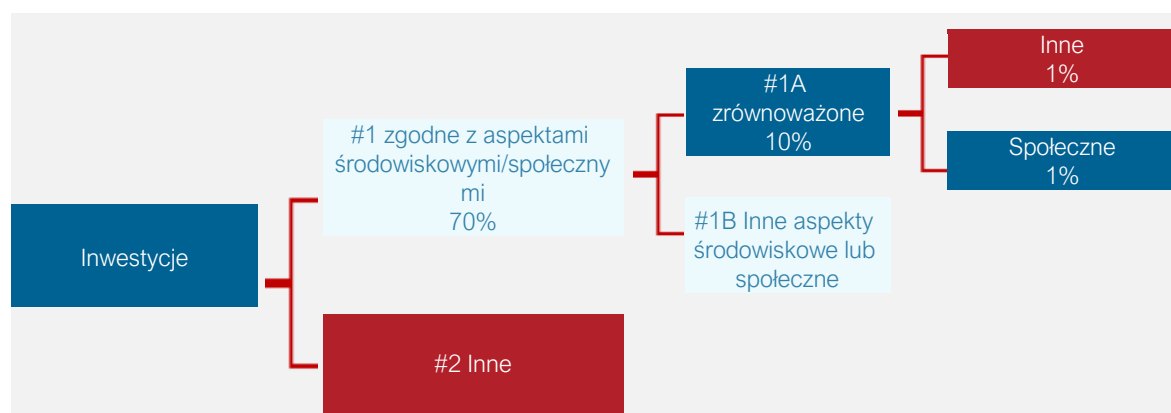 Inwestycje
#1 zgodne z aspektami
środowiskowymi/społeczny
mi
70%
#2 Inne
#1A
zrównoważone
10%
#1B Inne aspekty
środowiskowe lub
społeczne
Inne
1%
Społeczne
1%